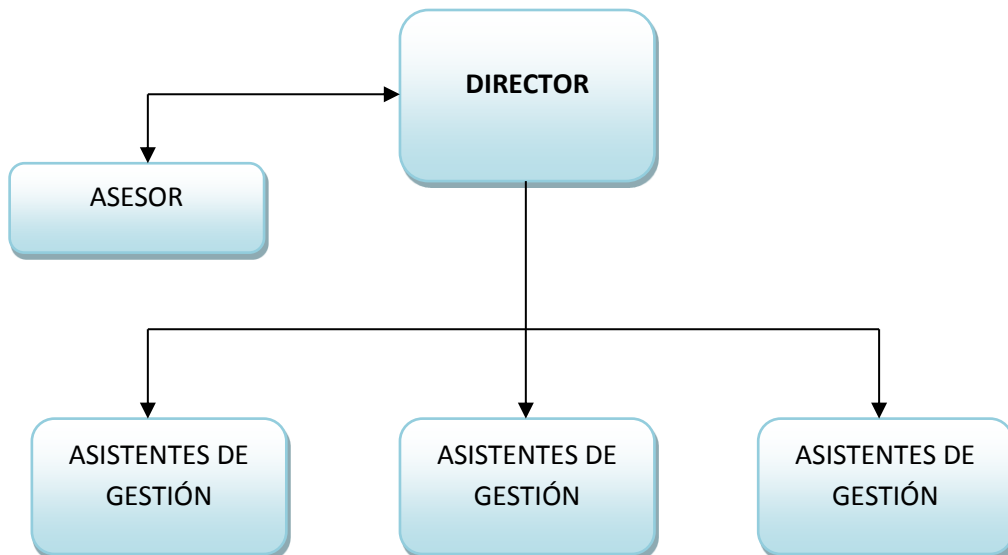 DIRECTOR
ASESOR
ASISTENTES DE
GESTIÓN
ASISTENTES DE
GESTIÓN
ASISTENTES DE
GESTIÓN